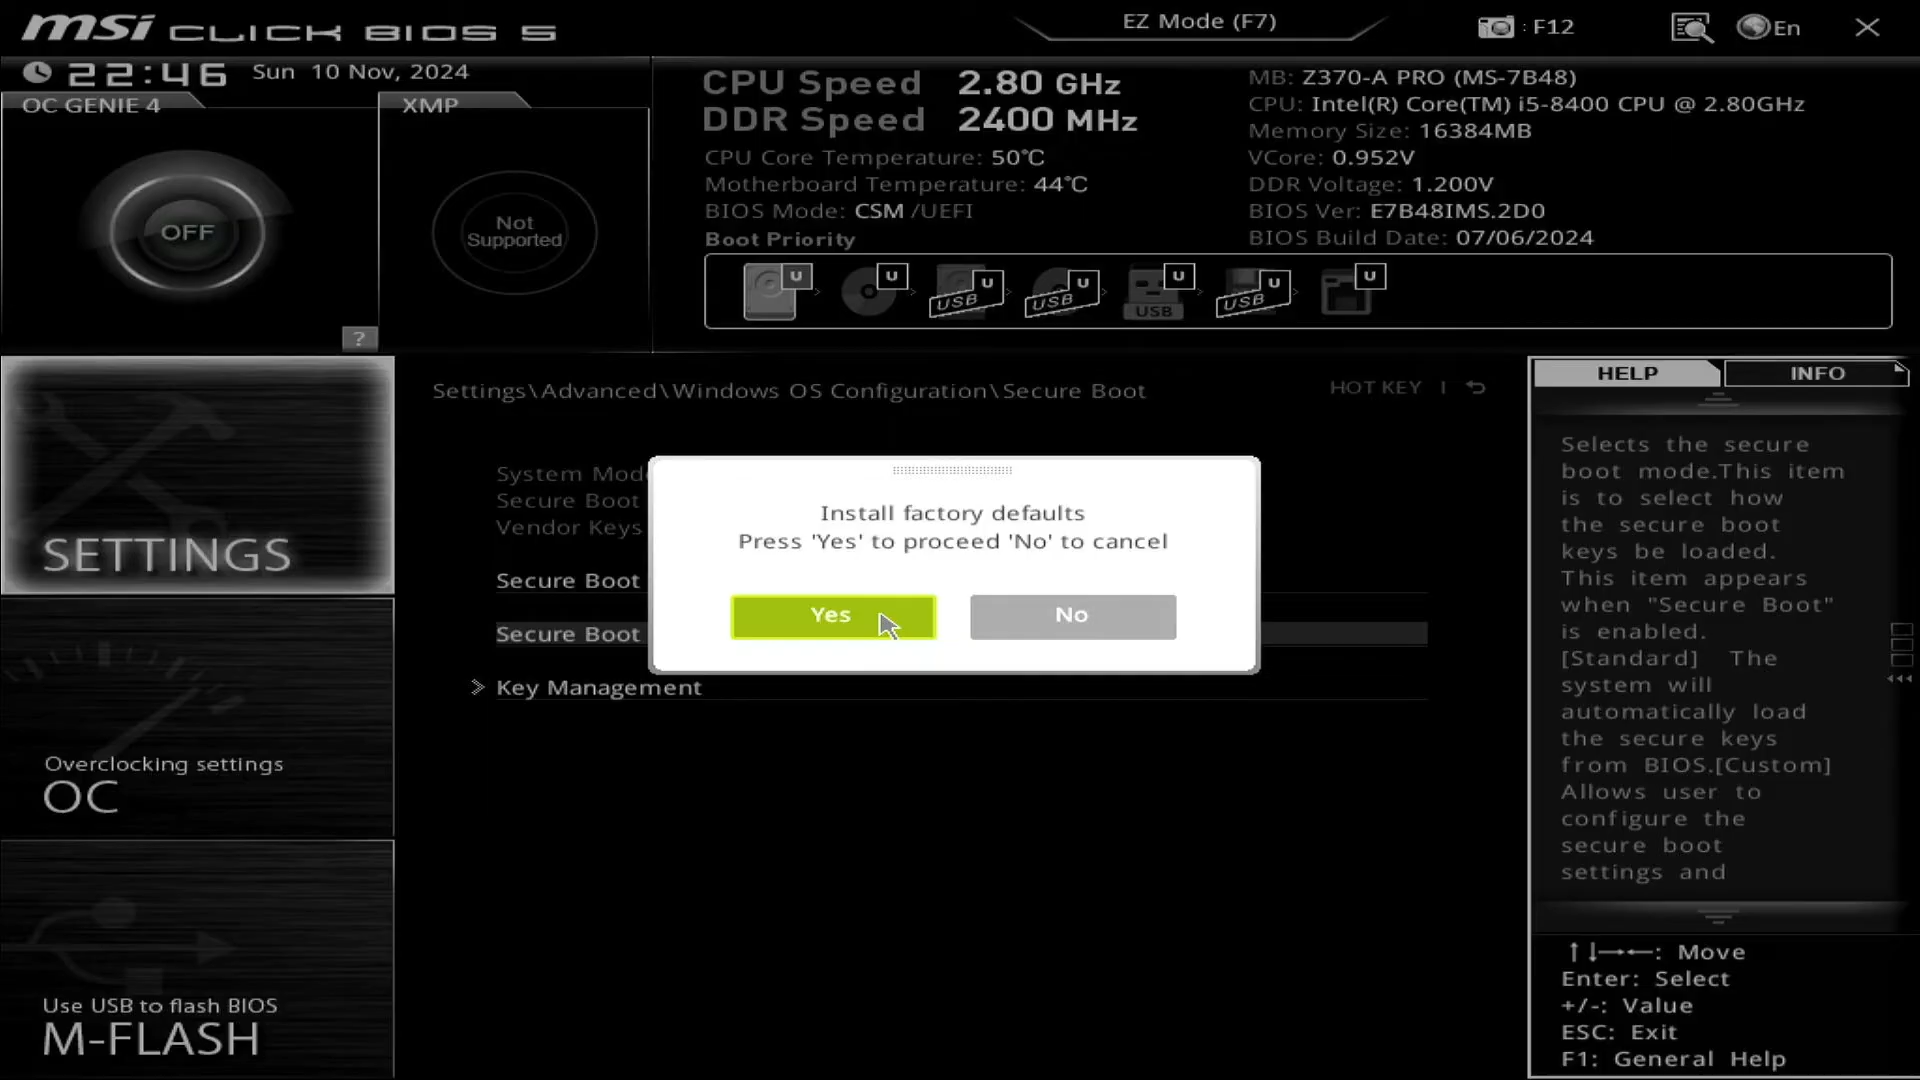 msi CLICK BIOS 5
EZ Mode (F7)
: F12
En
22:46 Sun 10 Nov, 2024
OC GENIE 4
XMP
OFF
Not
Supported
?
CPU Speed 2.80 GHz
DDR Speed 2400 MHz
CPU Core Temperature: 50℃
Motherboard Temperature: 44℃
BIOS Mode: CSM /UEFI
Boot Priority
MB: Z370-A PRO (MS-7B48)
CPU: Intel(R) Core(TM) i5-8400 CPU @ 2.80GHz
Memory Size: 16384MB
VCore: 0.952V
DDR Voltage: 1.200V
BIOS Ver: E7B48IMS.2D0
BIOS Build Date: 07/06/2024
U U U USB U USB U USB U USB U
SETTINGS
Overclocking settings
OC
Use USB to flash BIOS
M-FLASH
Settings\Advanced\Windows OS Configuration\Secure Boot
HOT KEY |
System Mod
Secure Boot
Vendor Keys
Secure Boot
Secure Boot
> Key Management
Install factory defaults
Press 'Yes' to proceed 'No' to cancel
Yes
No
HELP
INFO
Selects the secure
boot mode.This item
is to select how
the secure boot
keys be loaded.
This item appears
when "Secure Boot"
is enabled.
[Standard] The
system will
automatically load
the secure keys
from BIOS.[Custom]
Allows user to
configure the
secure boot
settings and
↑↓→←: Move
Enter: Select
+/-: Value
ESC: Exit
F1: General Help